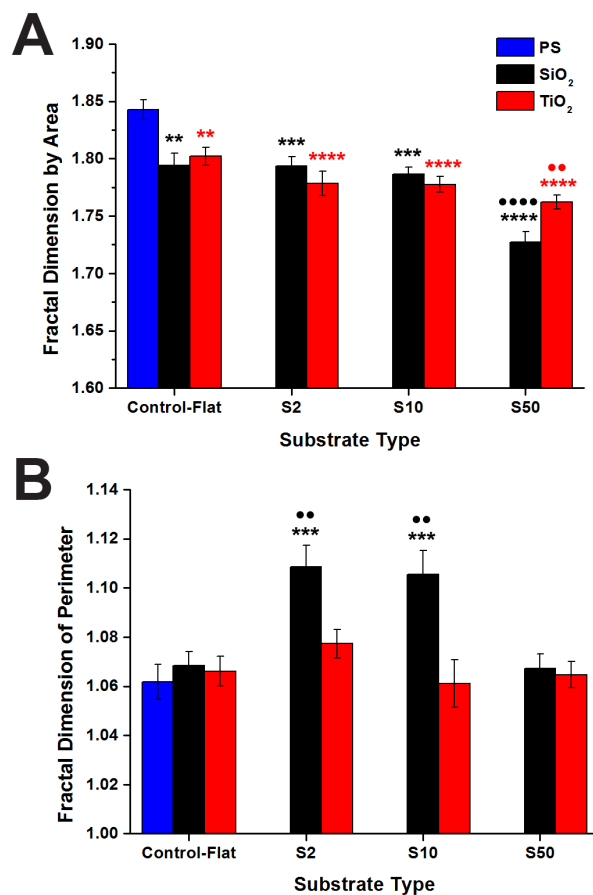 A
PS
SiO2
TiO2
Fractal Dimension by Area
1.90
1.85
1.80
1.75
1.70
1.65
1.60
** ** *** **** *** **** •••• **** •• ****
Control-Flat S2 S10 S50
Substrate Type
B
Fractal Dimension of Perimeter
1.14
1.12
1.10
1.08
1.06
1.04
1.02
1.00
•• ••
*** ***
Control-Flat S2 S10 S50
Substrate Type